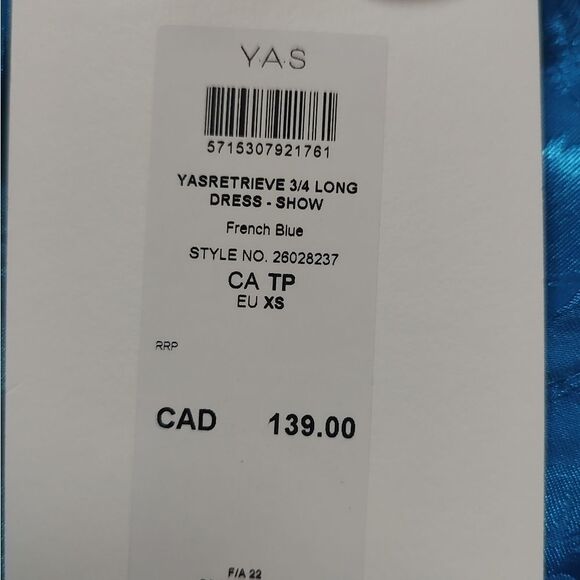 Y.A.S
5715307921761
YASRETRIEVE 3/4 LONG
DRESS - SHOW
French Blue
STYLE NO. 26028237
CA TP
EU XS
RRP
CAD 139.00
F/A 22